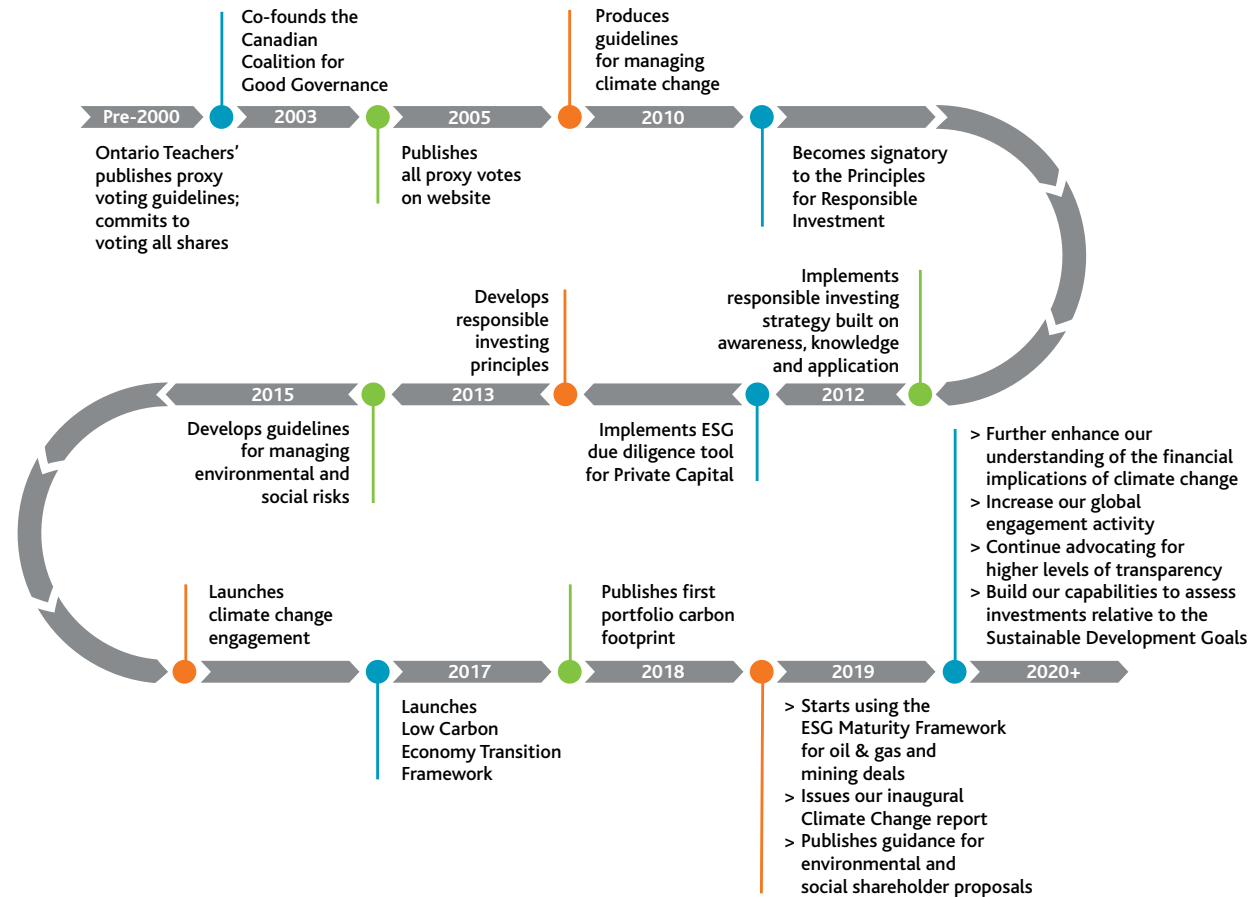 Pre-2000
Ontario Teachers’
publishes proxy
voting guidelines;
commits to
voting all shares
Co-founds the
Canadian
Coalition for
Good Governance
2003
2005
Publishes
all proxy votes
on website
Produces
guidelines
for managing
climate change
2010
Becomes signatory
to the Principles
for Responsible
Investment
Implements
responsible investing
strategy built on
awareness, knowledge
and application
2012
Implements ESG
due diligence tool
for Private Capital
Develops
responsible
investing
principles
2013
2015
Develops guidelines
for managing
environmental and
social risks
Launches
climate change
engagement
2017
Launches
Low Carbon
Economy Transition
Framework
Publishes first
portfolio carbon
footprint
2018
2019
> Starts using the
ESG Maturity Framework
for oil & gas and
mining deals
> Issues our inaugural
Climate Change report
> Publishes guidance for
environmental and
social shareholder proposals
> Further enhance our
understanding of the financial
implications of climate change
> Increase our global
engagement activity
> Continue advocating for
higher levels of transparency
> Build our capabilities to assess
investments relative to the
Sustainable Development Goals
2020+